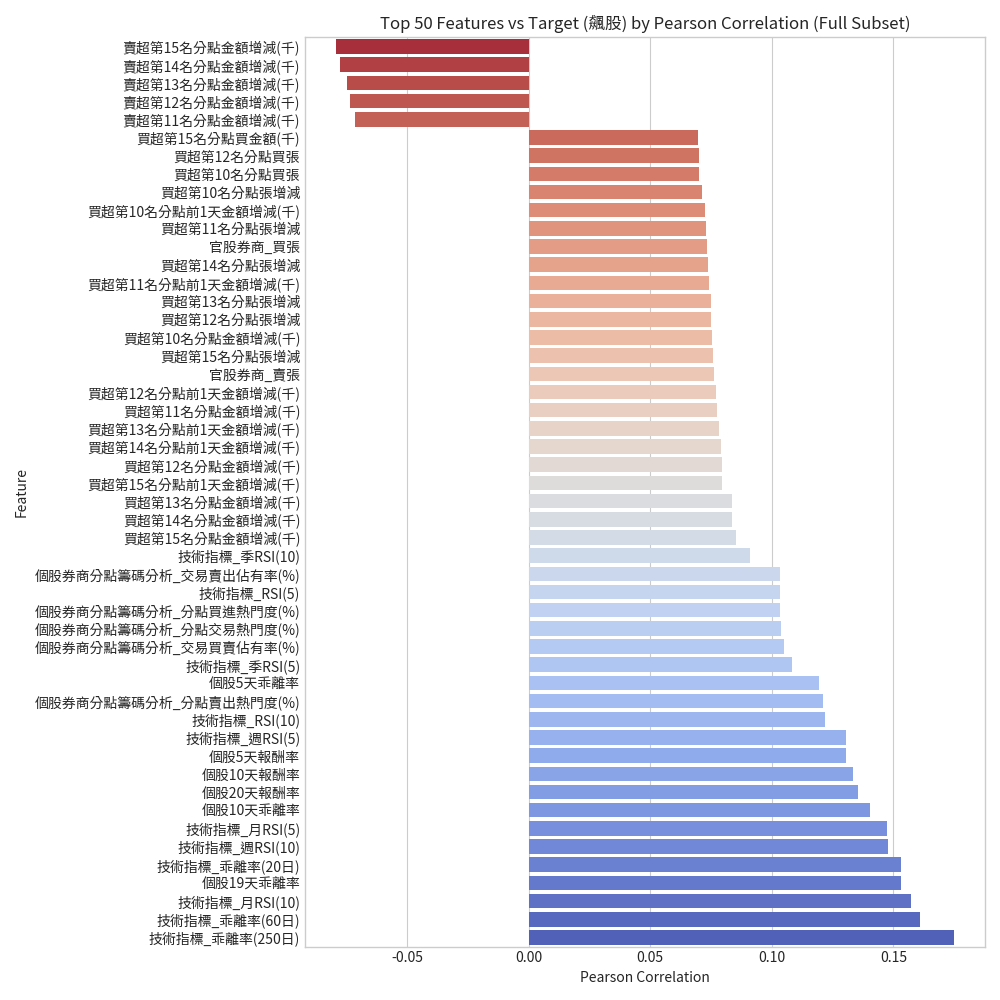 Top 50 Features vs Target (飆股) by Pearson Correlation (Full Subset)
賣超第15名分點金額增減(千)
賣超第14名分點金額增減(千)
賣超第13名分點金額增減(千)
賣超第12名分點金額增減(千)
賣超第11名分點金額增減(千)
買超第15名分點買金額(千)
買超第12名分點買張
買超第10名分點買張
買超第10名分點張增減
買超第10名分點前1天金額增減(千)
買超第11名分點張增減
官股券商_買張
買超第14名分點張增減
買超第11名分點前1天金額增減(千)
買超第13名分點張增減
買超第12名分點張增減
買超第10名分點金額增減(千)
買超第15名分點張增減
官股券商_賣張
買超第12名分點前1天金額增減(千)
買超第11名分點金額增減(千)
買超第13名分點前1天金額增減(千)
買超第14名分點前1天金額增減(千)
買超第12名分點金額增減(千)
買超第15名分點前1天金額增減(千)
買超第13名分點金額增減(千)
買超第14名分點金額增減(千)
買超第15名分點金額增減(千)
技術指標_季RSI(10)
個股券商分點籌碼分析_交易賣出佔有率(%)
技術指標_RSI(5)
個股券商分點籌碼分析_分點買進熱門度(%)
個股券商分點籌碼分析_分點交易熱門度(%)
個股券商分點籌碼分析_交易買賣佔有率(%)
技術指標_季RSI(5)
個股5天乖離率
個股券商分點籌碼分析_分點賣出熱門度(%)
技術指標_RSI(10)
技術指標_週RSI(5)
個股5天報酬率
個股10天報酬率
個股20天報酬率
個股10天乖離率
技術指標_月RSI(5)
技術指標_週RSI(10)
技術指標_乖離率(20日)
個股19天乖離率
技術指標_月RSI(10)
技術指標_乖離率(60日)
技術指標_乖離率(250日)
Feature
-0.05
0.00
0.05
0.10
0.15
Pearson Correlation